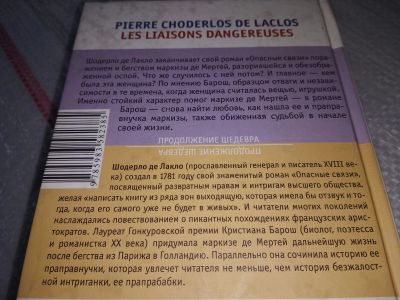 PIERRE CHODERLOS DE LACLOS
LES LIAISONS DANGEREUSES
Шодерло де Лакло заканчивает свой роман «Опасные связи» пора-
жением и бегством маркизы де Мертей, разорившейся и обезобра-
женной оспой. Что же случилось с ней потом? И главное — кем
была эта женщина? По мнению Барош, образцом отваги и незави-
симости в те времена, когда женщина считалась вещью, игрушкой.
Именно стойкий характер помог маркизе де Мертей — в романе
Барош — снова найти любовь, как нашла ее и прапра-
внучка маркизы, также обиженная судьбой в начале
своей жизни.
ПРОДОЛЖЕНИЕ ШЕДЕВРА
ПРОДОЛЖЕНИЕ ШЕДЕВРА
Шодерло де Лакло (прославленный генерал и писатель XVIII ве-
ка) создал в 1781 году свой знаменитый роман «Опасные связи»,
посвященный развратным нравам и интригам высшего общества,
желая «написать книгу из ряда вон выходящую, которая имела бы отзвук и то-
гда, когда его самого уже не будет в живых». И читатели многих поколений
наслаждались повествованием о пикантных похождениях французских арис-
тократов. Лауреат Гонкуровской премии Кристиана Барош (биолог, поэтесса
и романистка XX века) придумала маркизе де Мертей дальнейшую жизнь
после бегства из Парижа в Голландию. Параллельно она сочинила историю ее
праправнучки, которая увлечет читателя не меньше, чем история безжалост-
ной интриганки, ее прапрабабки.
9785983582385